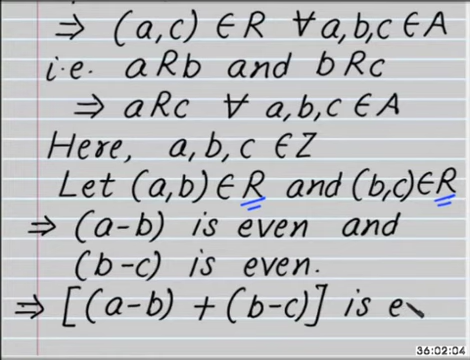 ⇒ (a,c) ∈ R ∀ a,b,c ∈ A
i.e. aRb and bRc
⇒ aRc ∀ a,b,c ∈ A
Here, a,b,c ∈ Z
Let (a,b) ∈ R and (b,c) ∈ R
⇒ (a-b) is even and
(b-c) is even.
⇒ [(a-b) + (b-c)] is e
36:02:04